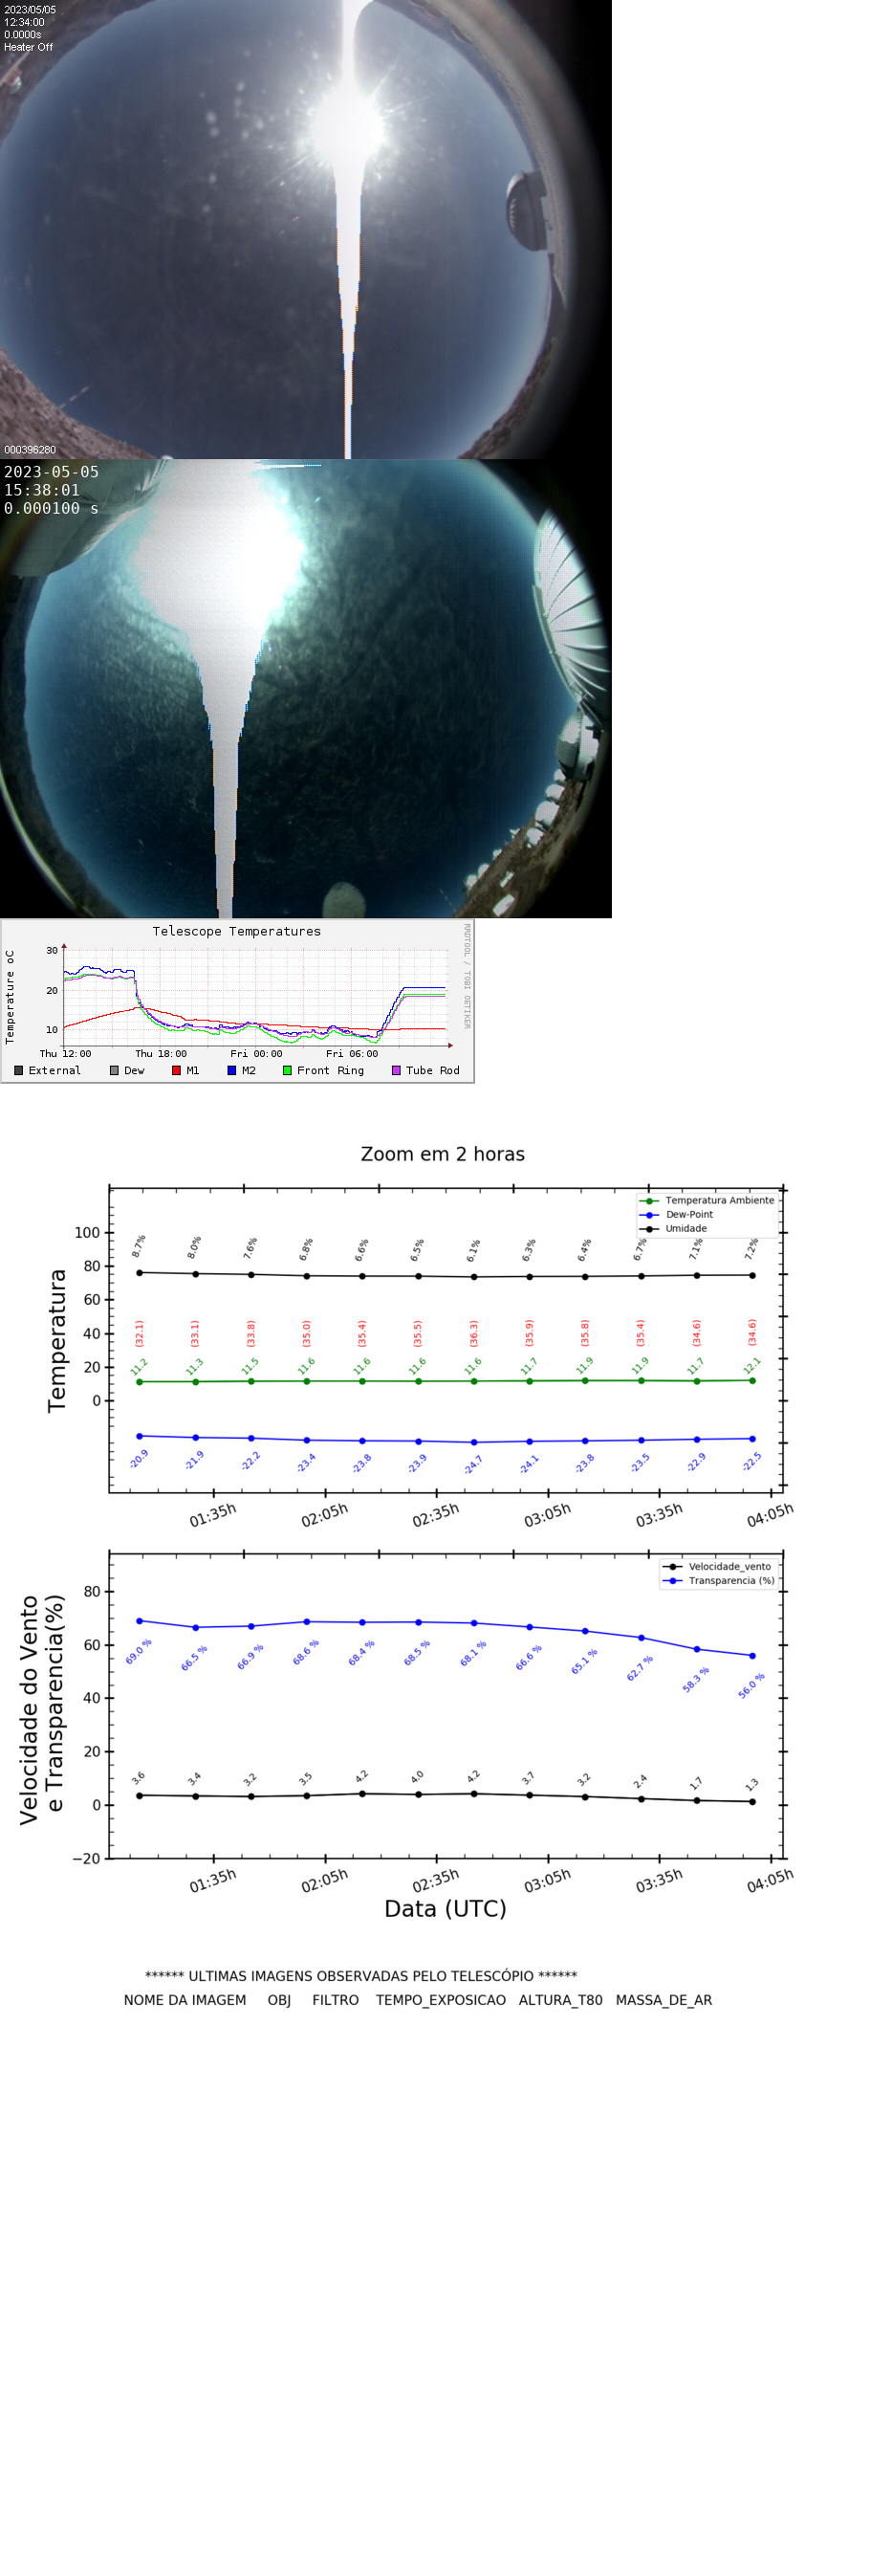 2023/05/05
12:34:00
0.0000s
Heater Off
000396280
2023-05-05
15:38:01
0.000100 s
Telescope Temperatures
RRDTOOL / TOBI OETIKER
Temperature oC
30
20
10
Thu 12:00 Thu 18:00 Fri 00:00 Fri 06:00
External Dew M1 M2 Front Ring Tube Rod
Zoom em 2 horas
Temperatura Ambiente
Dew-Point
Umidade
Temperatura
100
80
60
40
20
0
8.7% 8.0% 7.6% 6.8% 6.6% 6.5% 6.1% 6.3% 6.4% 6.7% 7.1% 7.2%
(32.1) (33.1) (33.8) (35.0) (35.4) (35.5) (36.3) (35.9) (35.8) (35.4) (34.6) (34.6)
11.2 11.3 11.5 11.6 11.6 11.6 11.6 11.7 11.9 11.9 11.7 12.1
-20.9 -21.9 -22.2 -23.4 -23.8 -23.9 -24.7 -24.1 -23.8 -23.5 -22.9 -22.5
01:35h 02:05h 02:35h 03:05h 03:35h 04:05h
Velocidade_vento
Transparencia (%)
Velocidade do Vento
e Transparencia(%)
80
60
40
20
0
−20
69.0 % 66.5 % 66.9 % 68.6 % 68.4 % 68.5 % 68.1 % 66.6 % 65.1 % 62.7 % 58.3 % 56.0 %
3.6 3.4 3.2 3.5 4.2 4.0 4.2 3.7 3.2 2.4 1.7 1.3
01:35h 02:05h 02:35h 03:05h 03:35h 04:05h
Data (UTC)
****** ULTIMAS IMAGENS OBSERVADAS PELO TELESCÓPIO ******
NOME DA IMAGEM OBJ FILTRO TEMPO_EXPOSICAO ALTURA_T80 MASSA_DE_AR